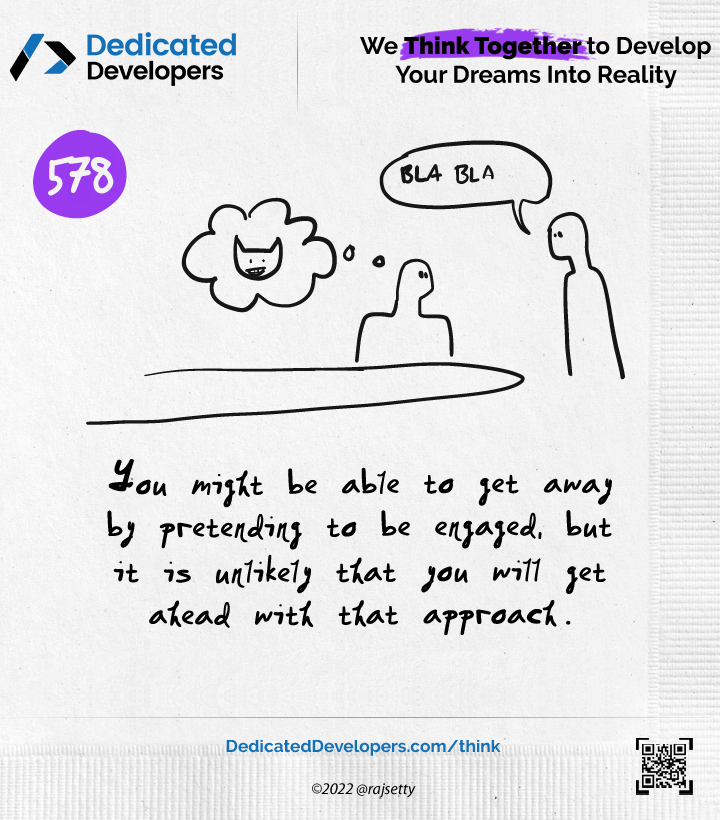 Dedicated
Developers
We Think Together to Develop
Your Dreams Into Reality
578
BLA BLA
You might be able to get away
by pretending to be engaged, but
it is unlikely that you will get
ahead with that approach.
DedicatedDevelopers.com/think
©2022 @rajsetty